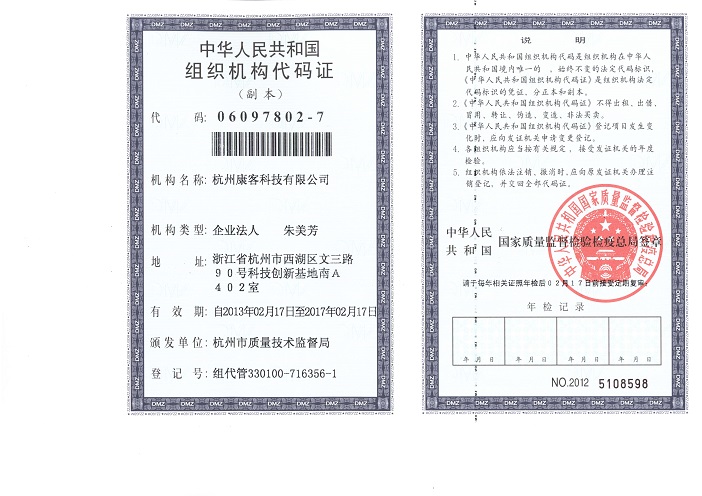 中华人民共和国
组织机构代码证
(副本)
代 码: 06097802-7
机构名称: 杭州康客科技有限公司
机构类型: 企业法人 朱美芳
地 址: 浙江省杭州市西湖区文三路
90号科技创新基地南A
402室
有 效 期: 自2013年02月17日至2017年02月17日
颁发单位: 杭州市质量技术监督局
登 记 号: 组代管330100-716356-1
说 明
1. 中华人民共和国组织机构代码是组织机构在中华人
民共和国境内唯一的、始终不变的法定代码标识,
《中华人民共和国组织机构代码证》是组织机构法定
代码标识的凭证,分正本和副本。
2.《中华人民共和国组织机构代码证》不得出租、出借、
冒用、转让、伪造、变造、非法买卖。
3.《中华人民共和国组织机构代码证》登记项目发生变
化时,应向发证机关申请变更登记。
4. 各组织机构应当按有关规定,接受发证机关的年度
检验。
5. 组织机构依法注销、撤消时,应向原发证机关办理注
销登记,并交回全部代码证。
中华人民
共和国 国家质量监督检验检疫总局签章
中华人民共和国国家质量监督检验检疫总局
请于每年相关证照年检后02月17日前接受定期复审。
年检记录
年 月 日 年 月 日 年 月 日 年 月 日
NO.2012 5108598